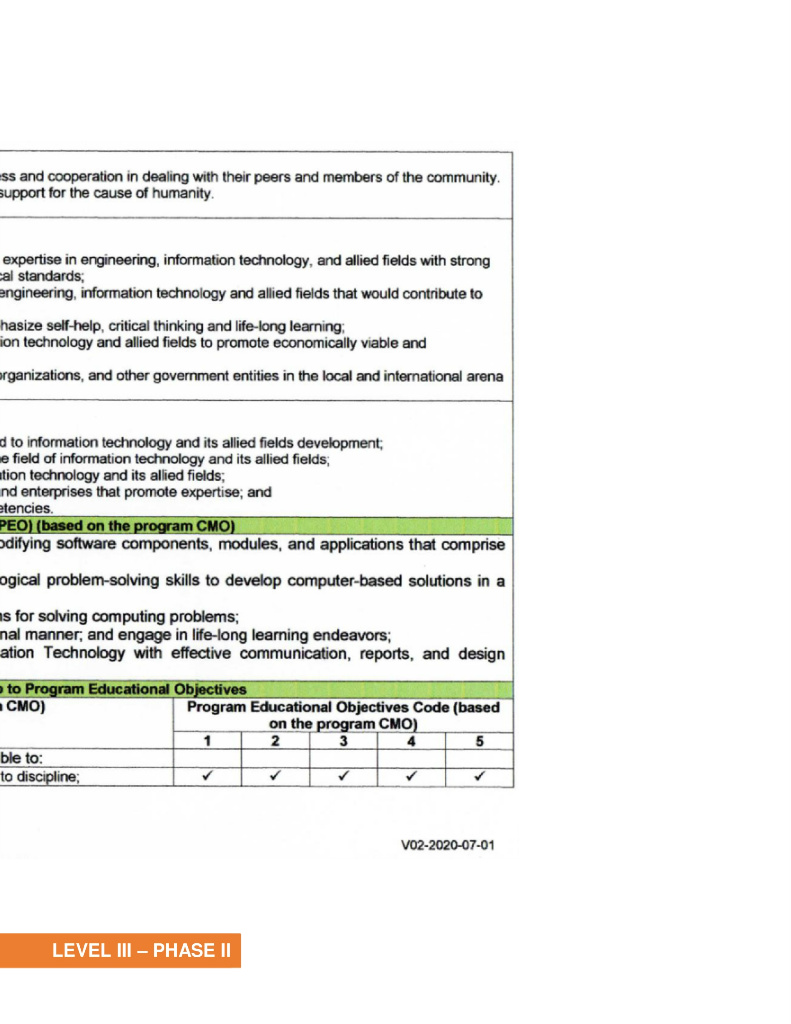 ess and cooperation in dealing with their peers and members of the community.
support for the cause of humanity.
expertise in engineering, information technology, and allied fields with strong
cal standards;
engineering, information technology and allied fields that would contribute to
hasize self-help, critical thinking and life-long learning;
ion technology and allied fields to promote economically viable and
organizations, and other government entities in the local and international arena
d to information technology and its allied fields development;
e field of information technology and its allied fields;
tion technology and its allied fields;
nd enterprises that promote expertise; and
etencies.
PEO) (based on the program CMO)
odifying software components, modules, and applications that comprise
ogical problem-solving skills to develop computer-based solutions in a
ns for solving computing problems;
nal manner; and engage in life-long learning endeavors;
ation Technology with effective communication, reports, and design
p to Program Educational Objectives
n CMO) Program Educational Objectives Code (based
on the program CMO)
1 2 3 4 5
ble to:
to discipline; ✓ ✓ ✓ ✓ ✓
V02-2020-07-01
LEVEL III – PHASE II